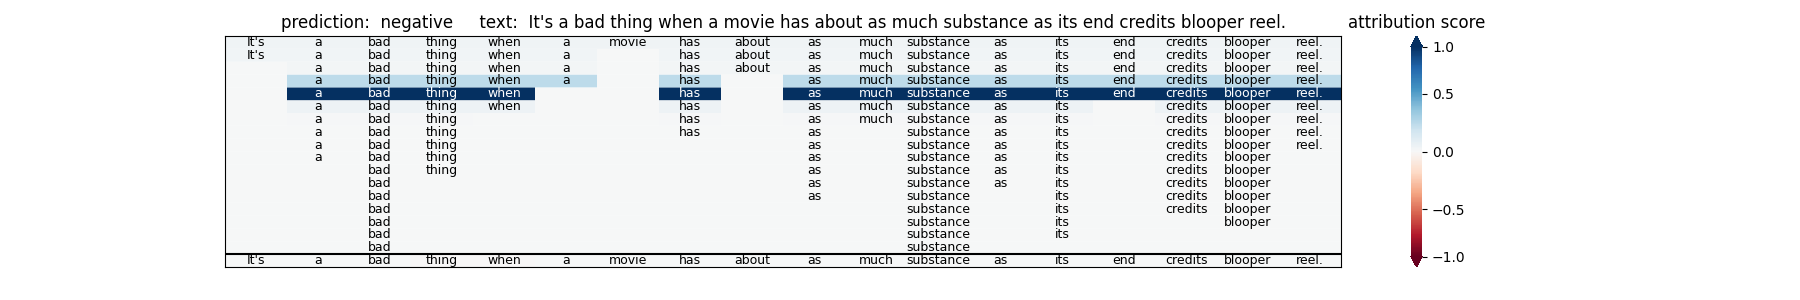 prediction:  negative     text:  It's a bad thing when a movie has about as much substance as its end credits blooper reel.     attribution score
It's a bad thing when a movie has about as much substance as its end credits blooper reel. 1.0
It's a bad thing when a has about as much substance as its end credits blooper reel.
a bad thing when a has about as much substance as its end credits blooper reel.
a bad thing when a has as much substance as its end credits blooper reel.
a bad thing when has as much substance as its end credits blooper reel. 0.5
a bad thing when has as much substance as its credits blooper reel.
a bad thing has as much substance as its credits blooper reel.
a bad thing has as substance as its credits blooper reel.
a bad thing as substance as its credits blooper reel. 0.0
a bad thing as substance as its credits blooper
bad thing as substance as its credits blooper
bad as substance as its credits blooper
bad as substance its credits blooper
bad substance its credits blooper −0.5
bad substance its blooper
bad substance its
bad substance
It's a bad thing when a movie has about as much substance as its end credits blooper reel. −1.0